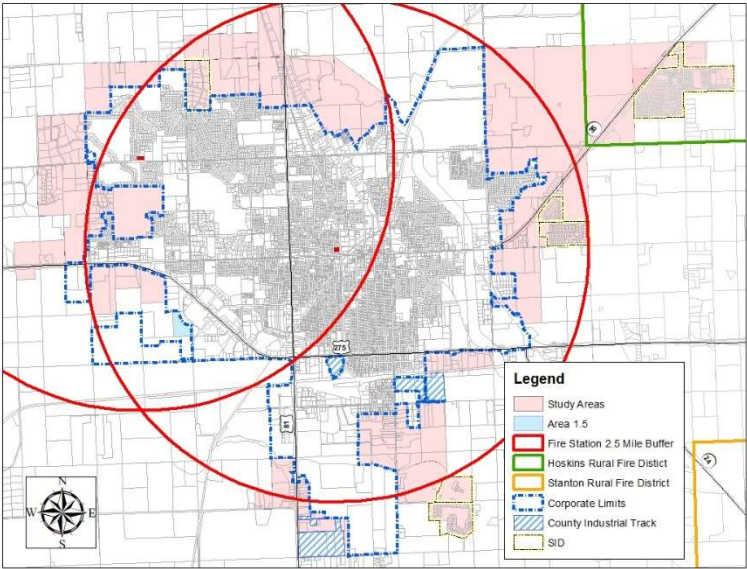 35
275
81
24
N
W
E
S
Legend
Study Areas
Area 1.5
Fire Station 2.5 Mile Buffer
Hoskins Rural Fire Distict
Stanton Rural Fire District
Corporate Limits
County Industrial Track
SID